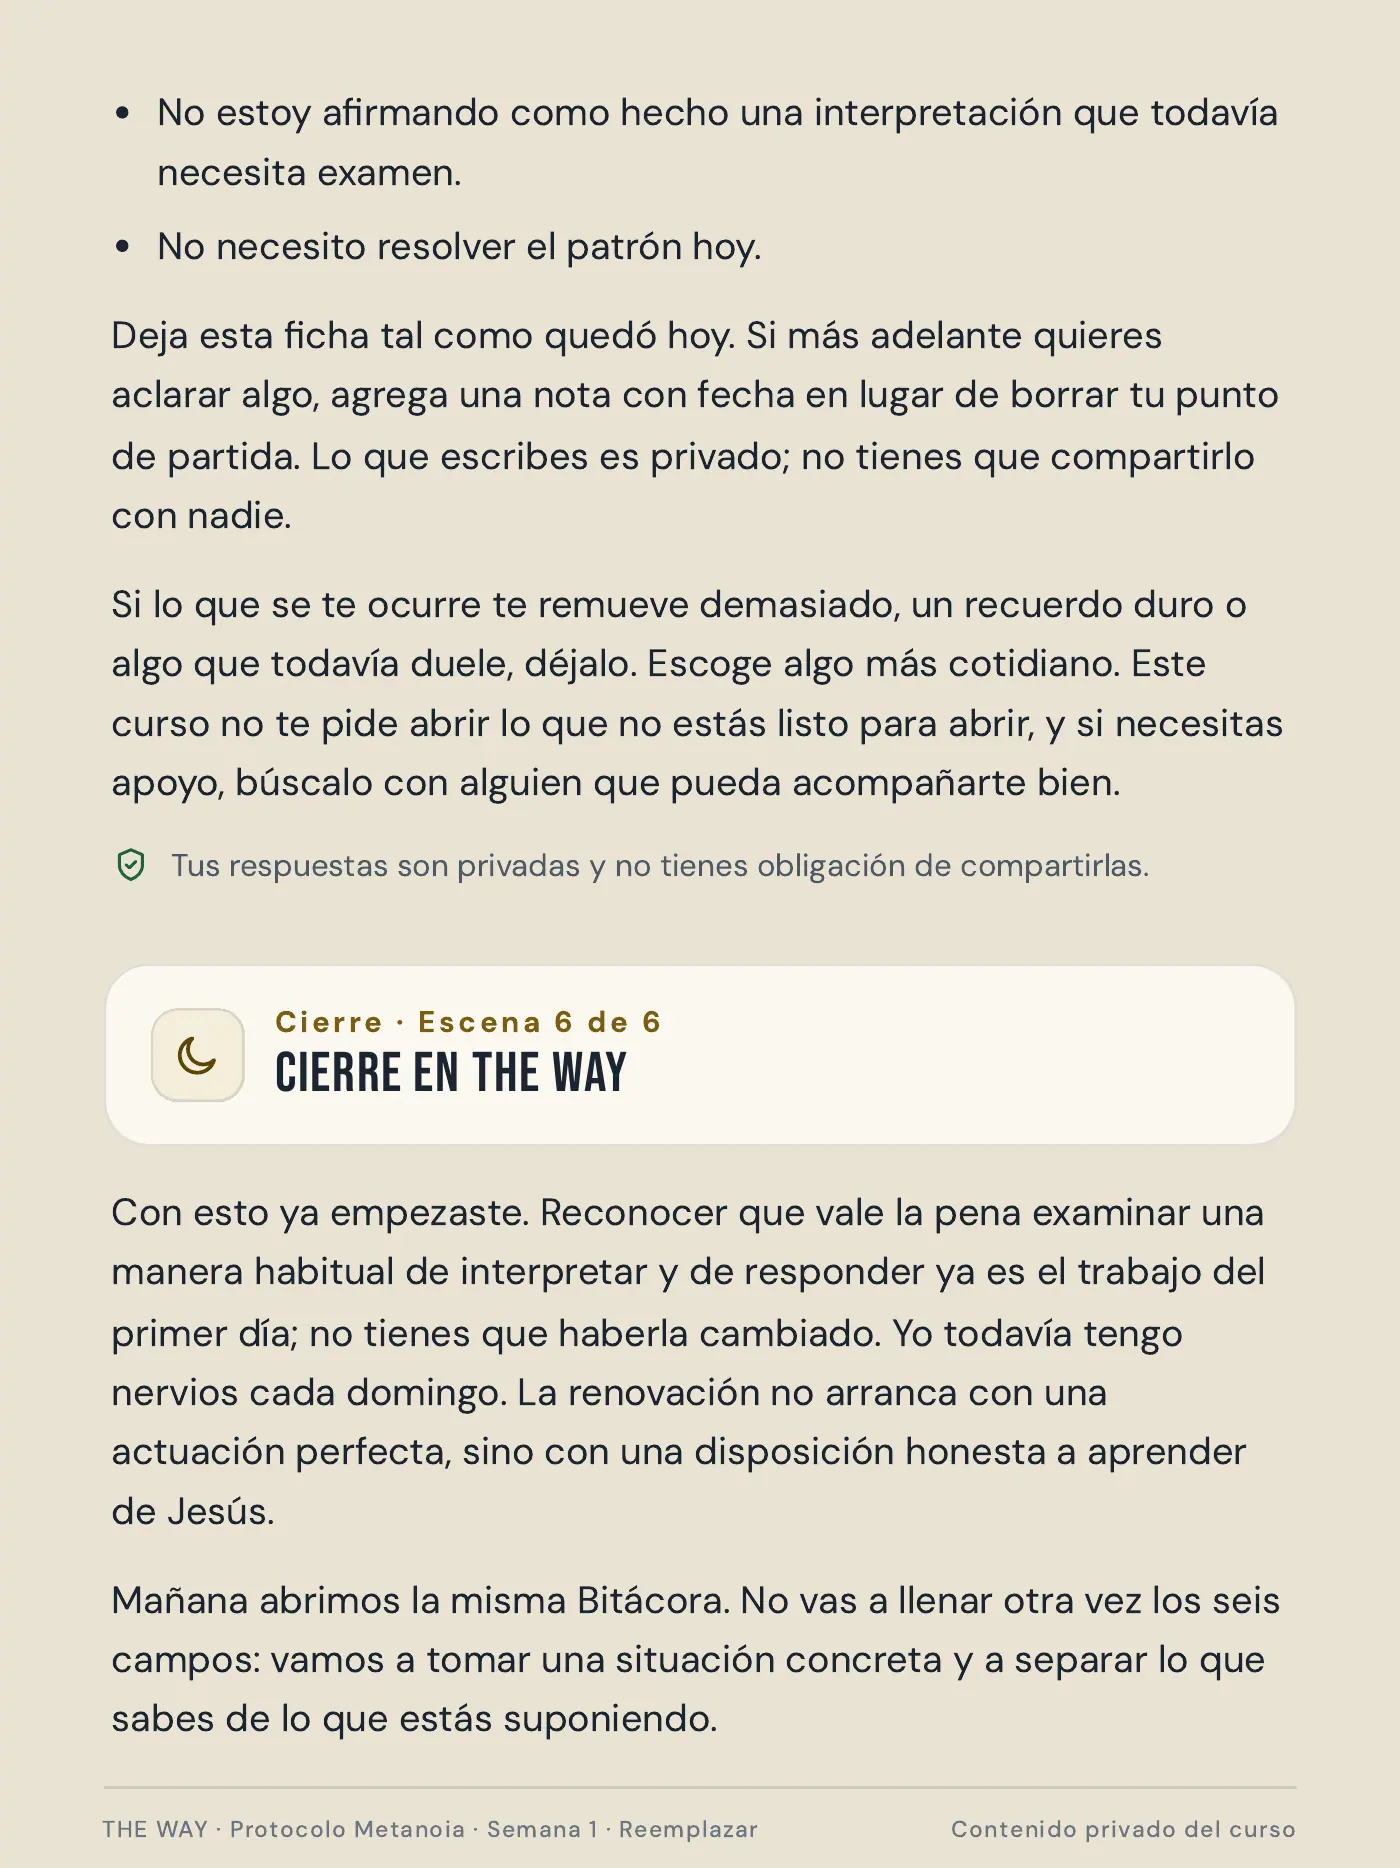 • No estoy afirmando como hecho una interpretación que todavía
necesita examen.
• No necesito resolver el patrón hoy.
Deja esta ficha tal como quedó hoy. Si más adelante quieres
aclarar algo, agrega una nota con fecha en lugar de borrar tu punto
de partida. Lo que escribes es privado; no tienes que compartirlo
con nadie.
Si lo que se te ocurre te remueve demasiado, un recuerdo duro o
algo que todavía duele, déjalo. Escoge algo más cotidiano. Este
curso no te pide abrir lo que no estás listo para abrir, y si necesitas
apoyo, búscalo con alguien que pueda acompañarte bien.
Tus respuestas son privadas y no tienes obligación de compartirlas.
Cierre · Escena 6 de 6
CIERRE EN THE WAY
Con esto ya empezaste. Reconocer que vale la pena examinar una
manera habitual de interpretar y de responder ya es el trabajo del
primer día; no tienes que haberla cambiado. Yo todavía tengo
nervios cada domingo. La renovación no arranca con una
actuación perfecta, sino con una disposición honesta a aprender
de Jesús.
Mañana abrimos la misma Bitácora. No vas a llenar otra vez los seis
campos: vamos a tomar una situación concreta y a separar lo que
sabes de lo que estás suponiendo.
THE WAY · Protocolo Metanoia · Semana 1 · Reemplazar
Contenido privado del curso